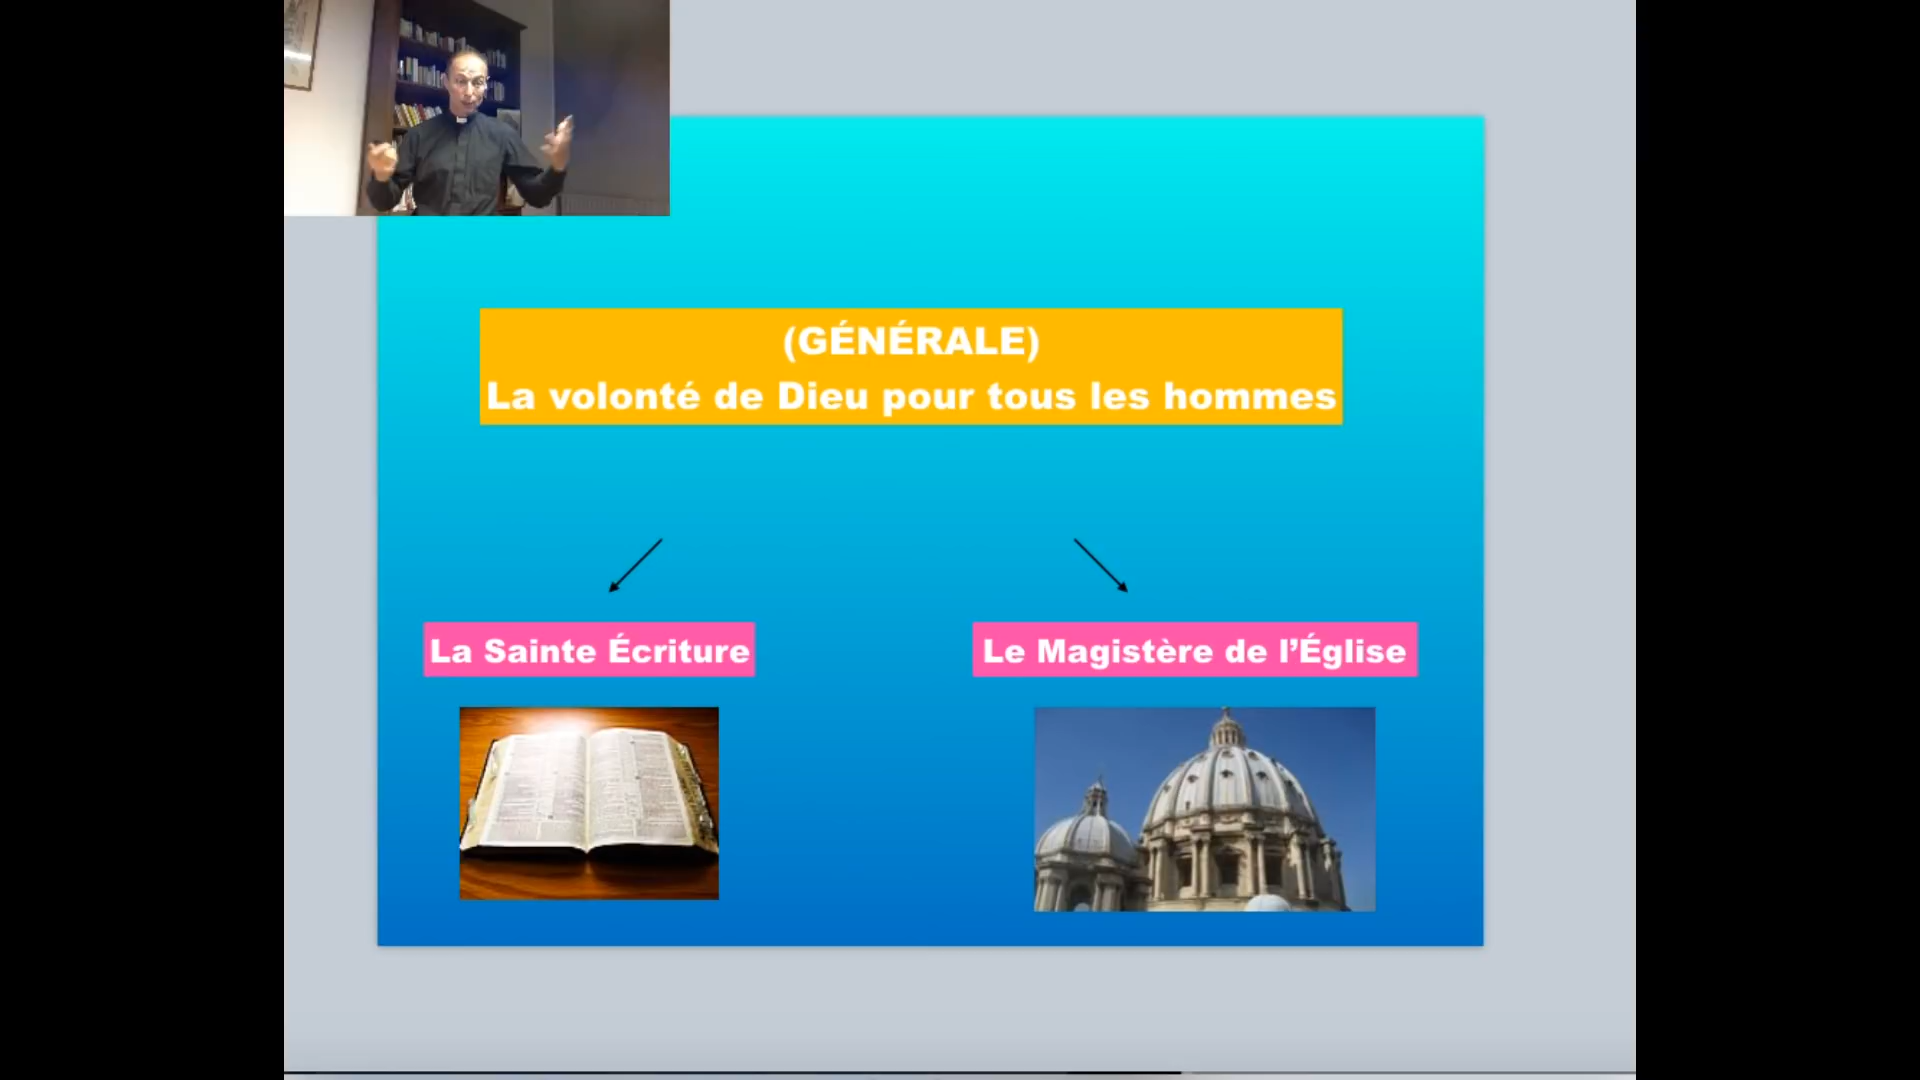 (GÉNÉRALE)
La volonté de Dieu pour tous les hommes
La Sainte Écriture
Le Magistère de l’Église